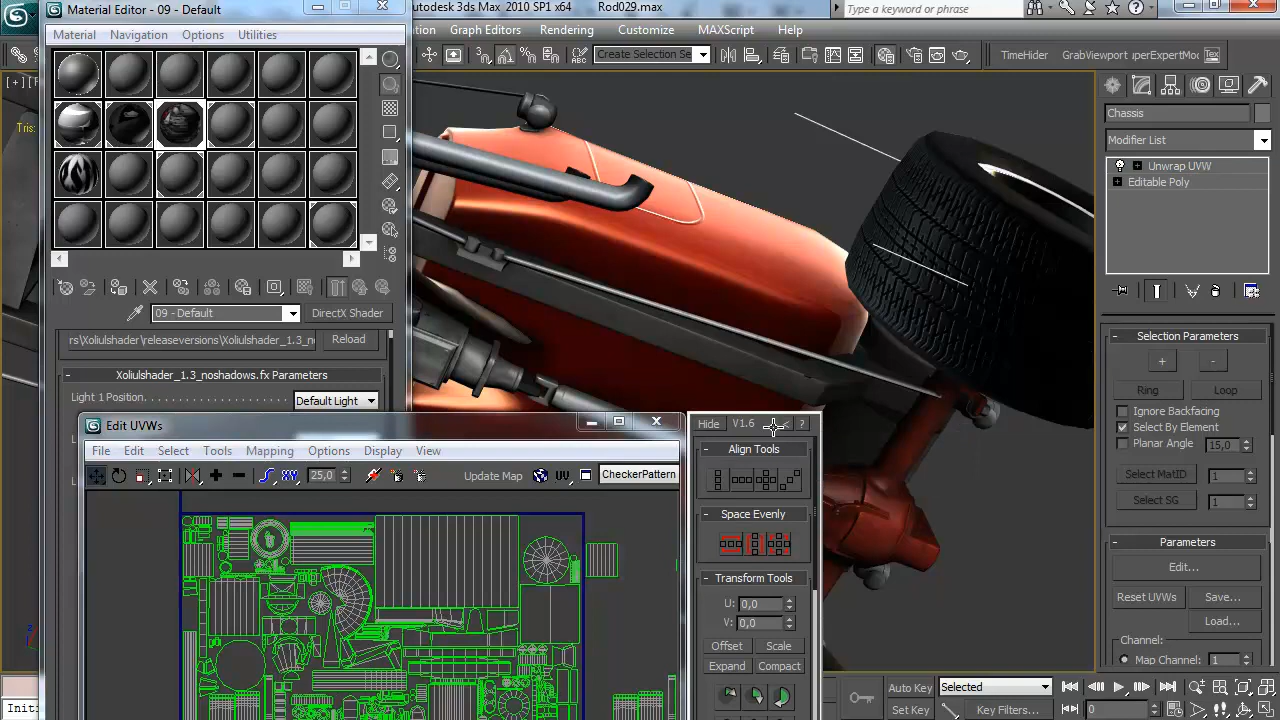 Material Editor - 09 - Default
Autodesk 3ds Max 2010 SP1 x64 Rod029.max
Type a keyword or phrase
Material Navigation Options Utilities
Graph Editors Rendering Customize MAXScript Help
Create Selection Se
TimeHider GrabViewport iperExpertMod
[+]
Chassis
Tris:
Modifier List
Unwrap UVW
Editable Poly
09 - Default DirectX Shader
rs\Xoliulshader\releaseversions\Xoliulshader_1.3_n Reload
Selection Parameters
+ -
Xoliulshader_1.3_noshadows.fx Parameters
Light 1 Position Default Light
Ring Loop
Ignore Backfacing
Select By Element
Planar Angle 15,0
Select MatID 1
Select SG 1
Edit UVWs
Hide V1.6 ?
File Edit Select Tools Mapping Options Display View
Align Tools
25,0 Update Map UV CheckerPattern
Space Evenly
Parameters
Edit...
Reset UVWs Save...
Load...
Channel:
Map Channel: 1
Transform Tools
U: 0,0
V: 0,0
Offset Scale
Expand Compact
Auto Key Selected
Set Key Key Filters...
0
Initi